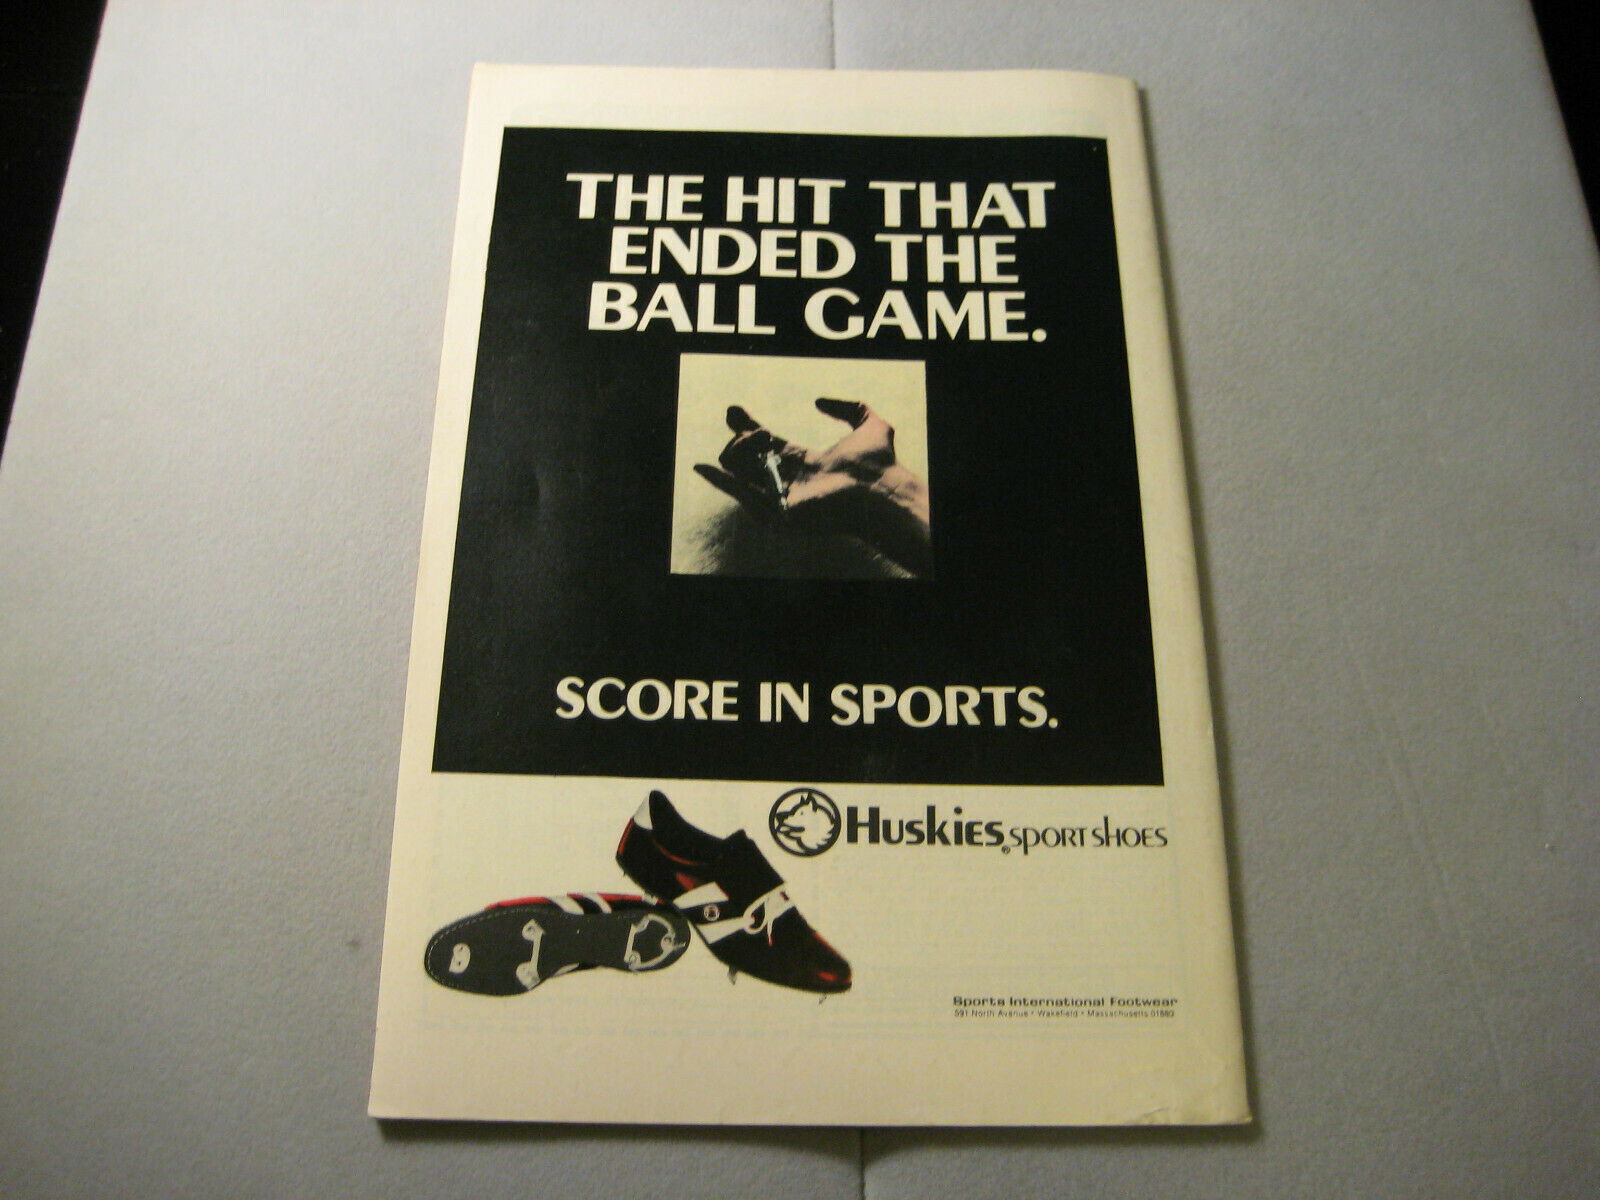 THE HIT THAT
ENDED THE
BALL GAME.
SCORE IN SPORTS.
HUSKIES® SPORT SHOES
Sports International Footwear
591 North Avenue • Wakefield • Massachusetts 01880